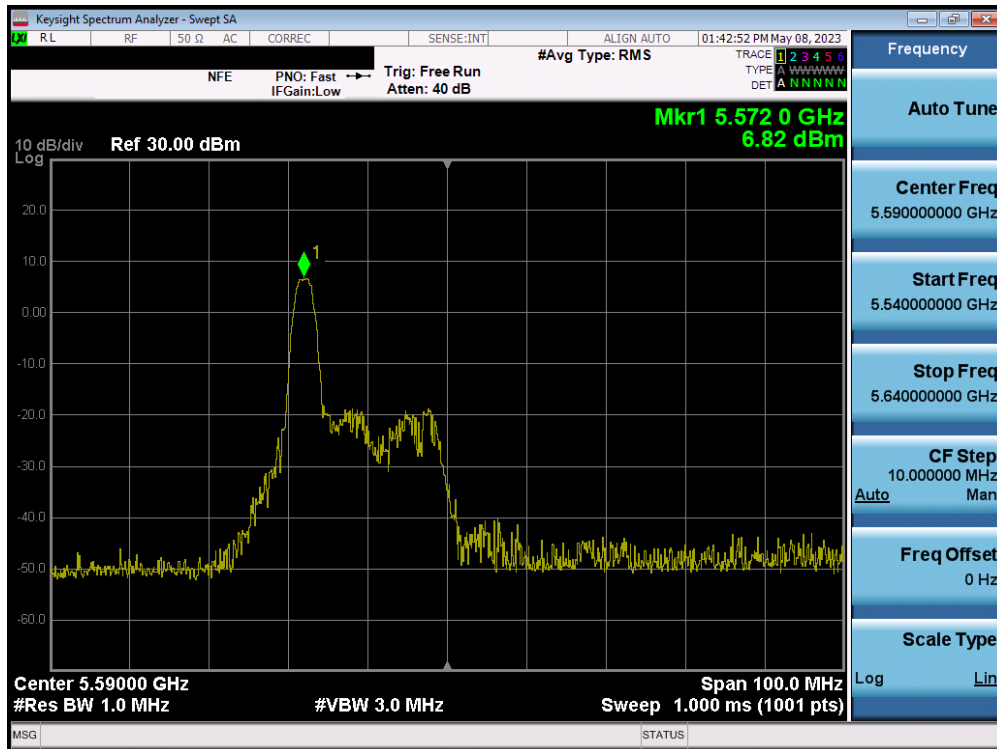 Keysight Spectrum Analyzer - Swept SA
LXI RL RF 50 Ω AC CORREC SENSE:INT ALIGN AUTO 01:42:52 PM May 08, 2023
NFE PNO: Fast Trig: Free Run #Avg Type: RMS TRACE 1 2 3 4 5 6
IFGain:Low Atten: 40 dB TYPE A WWWWW
DET A N N N N N
Mkr1 5.572 0 GHz
6.82 dBm
10 dB/div Ref 30.00 dBm
Log
20.0
10.0
0.00
-10.0
-20.0
-30.0
-40.0
-50.0
-60.0
1
Center 5.59000 GHz Span 100.0 MHz
#Res BW 1.0 MHz #VBW 3.0 MHz Sweep 1.000 ms (1001 pts)
MSG STATUS
Frequency
Auto Tune
Center Freq
5.590000000 GHz
Start Freq
5.540000000 GHz
Stop Freq
5.640000000 GHz
CF Step
10.000000 MHz
Auto Man
Freq Offset
0 Hz
Scale Type
Log Lin